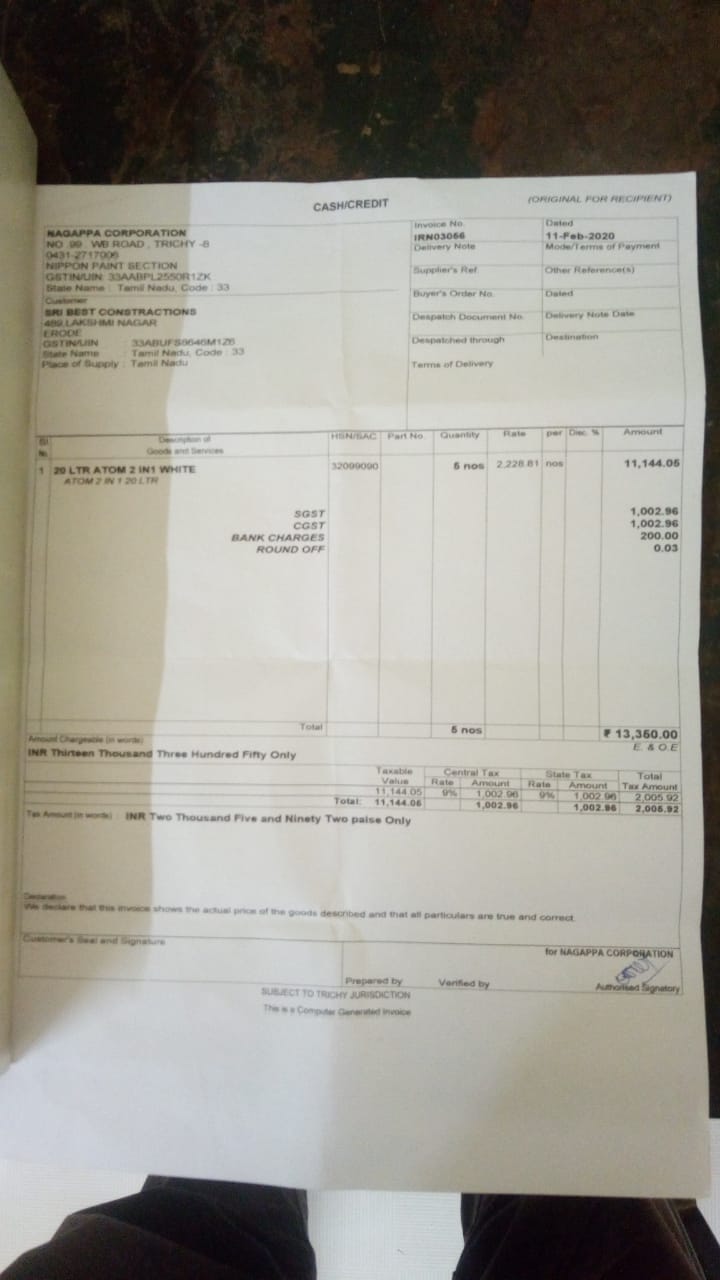 CASH/CREDIT
(ORIGINAL FOR RECIPIENT)
NAGAPPA CORPORATION
NO 99 . WB ROAD , TRICHY -8
0431-2717006
NIPPON PAINT SECTION
GSTIN/UIN: 33AABPL2550R1ZK
State Name : Tamil Nadu, Code : 33
Customer
SRI BEST CONSTRACTIONS
489,LAKSHMI NAGAR
ERODE
GSTIN/UIN : 33ABUFS8646M1Z6
State Name : Tamil Nadu, Code : 33
Place of Supply : Tamil Nadu
Invoice No. Dated
IRN03066 11-Feb-2020
Delivery Note Mode/Terms of Payment
Supplier's Ref. Other Reference(s)
Buyer's Order No. Dated
Despatch Document No. Delivery Note Date
Despatched through Destination
Terms of Delivery
Sl No. Description of Goods and Services HSN/SAC Part No. Quantity Rate per Disc. % Amount
1 20 LTR ATOM 2 IN1 WHITE 32099090 5 nos 2,228.81 nos 11,144.05
ATOM 2 IN 1 20 LTR
SGST 1,002.96
CGST 1,002.96
BANK CHARGES 200.00
ROUND OFF 0.03
Total 5 nos ₹ 13,350.00
Amount Chargeable (in words) E. & O.E
INR Thirteen Thousand Three Hundred Fifty Only
Taxable Value Central Tax State Tax Total Tax Amount
Rate Amount Rate Amount
11,144.05 9% 1,002.96 9% 1,002.96 2,005.92
Total: 11,144.05 1,002.96 1,002.96 2,005.92
Tax Amount (in words) : INR Two Thousand Five and Ninety Two paise Only
Declaration
We declare that this invoice shows the actual price of the goods described and that all particulars are true and correct.
Customer's Seal and Signature
for NAGAPPA CORPORATION
Prepared by Verified by Authorised Signatory
SUBJECT TO TRICHY JURISDICTION
This is a Computer Generated Invoice